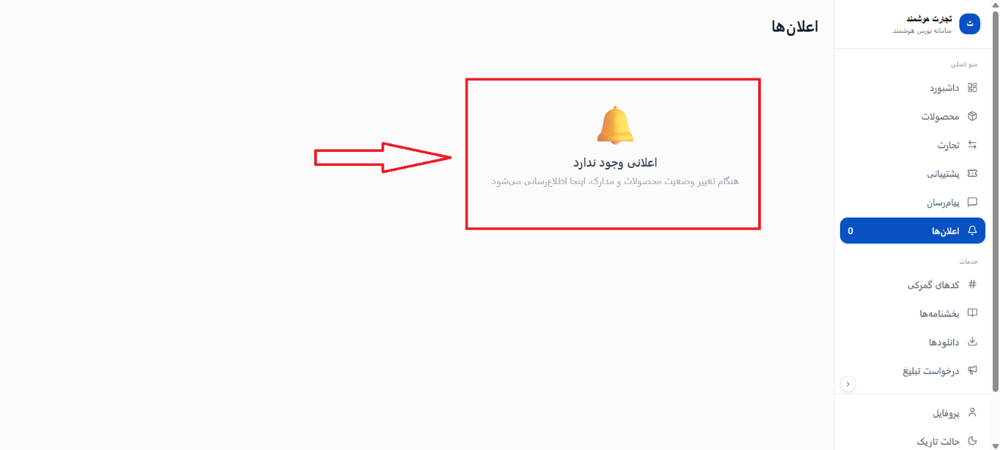 تجارت هوشمند
سامانه بورس هوشمند
ت
منو اصلی
داشبورد
محصولات
تجارت
پشتیبانی
پیام‌رسان
اعلان‌ها
0
خدمات
کدهای گمرکی
بخشنامه‌ها
دانلودها
درخواست تبلیغ
پروفایل
حالت تاریک
اعلان‌ها
اعلانی وجود ندارد
هنگام تغییر وضعیت محصولات و مدارک، اینجا اطلاع‌رسانی می‌شود